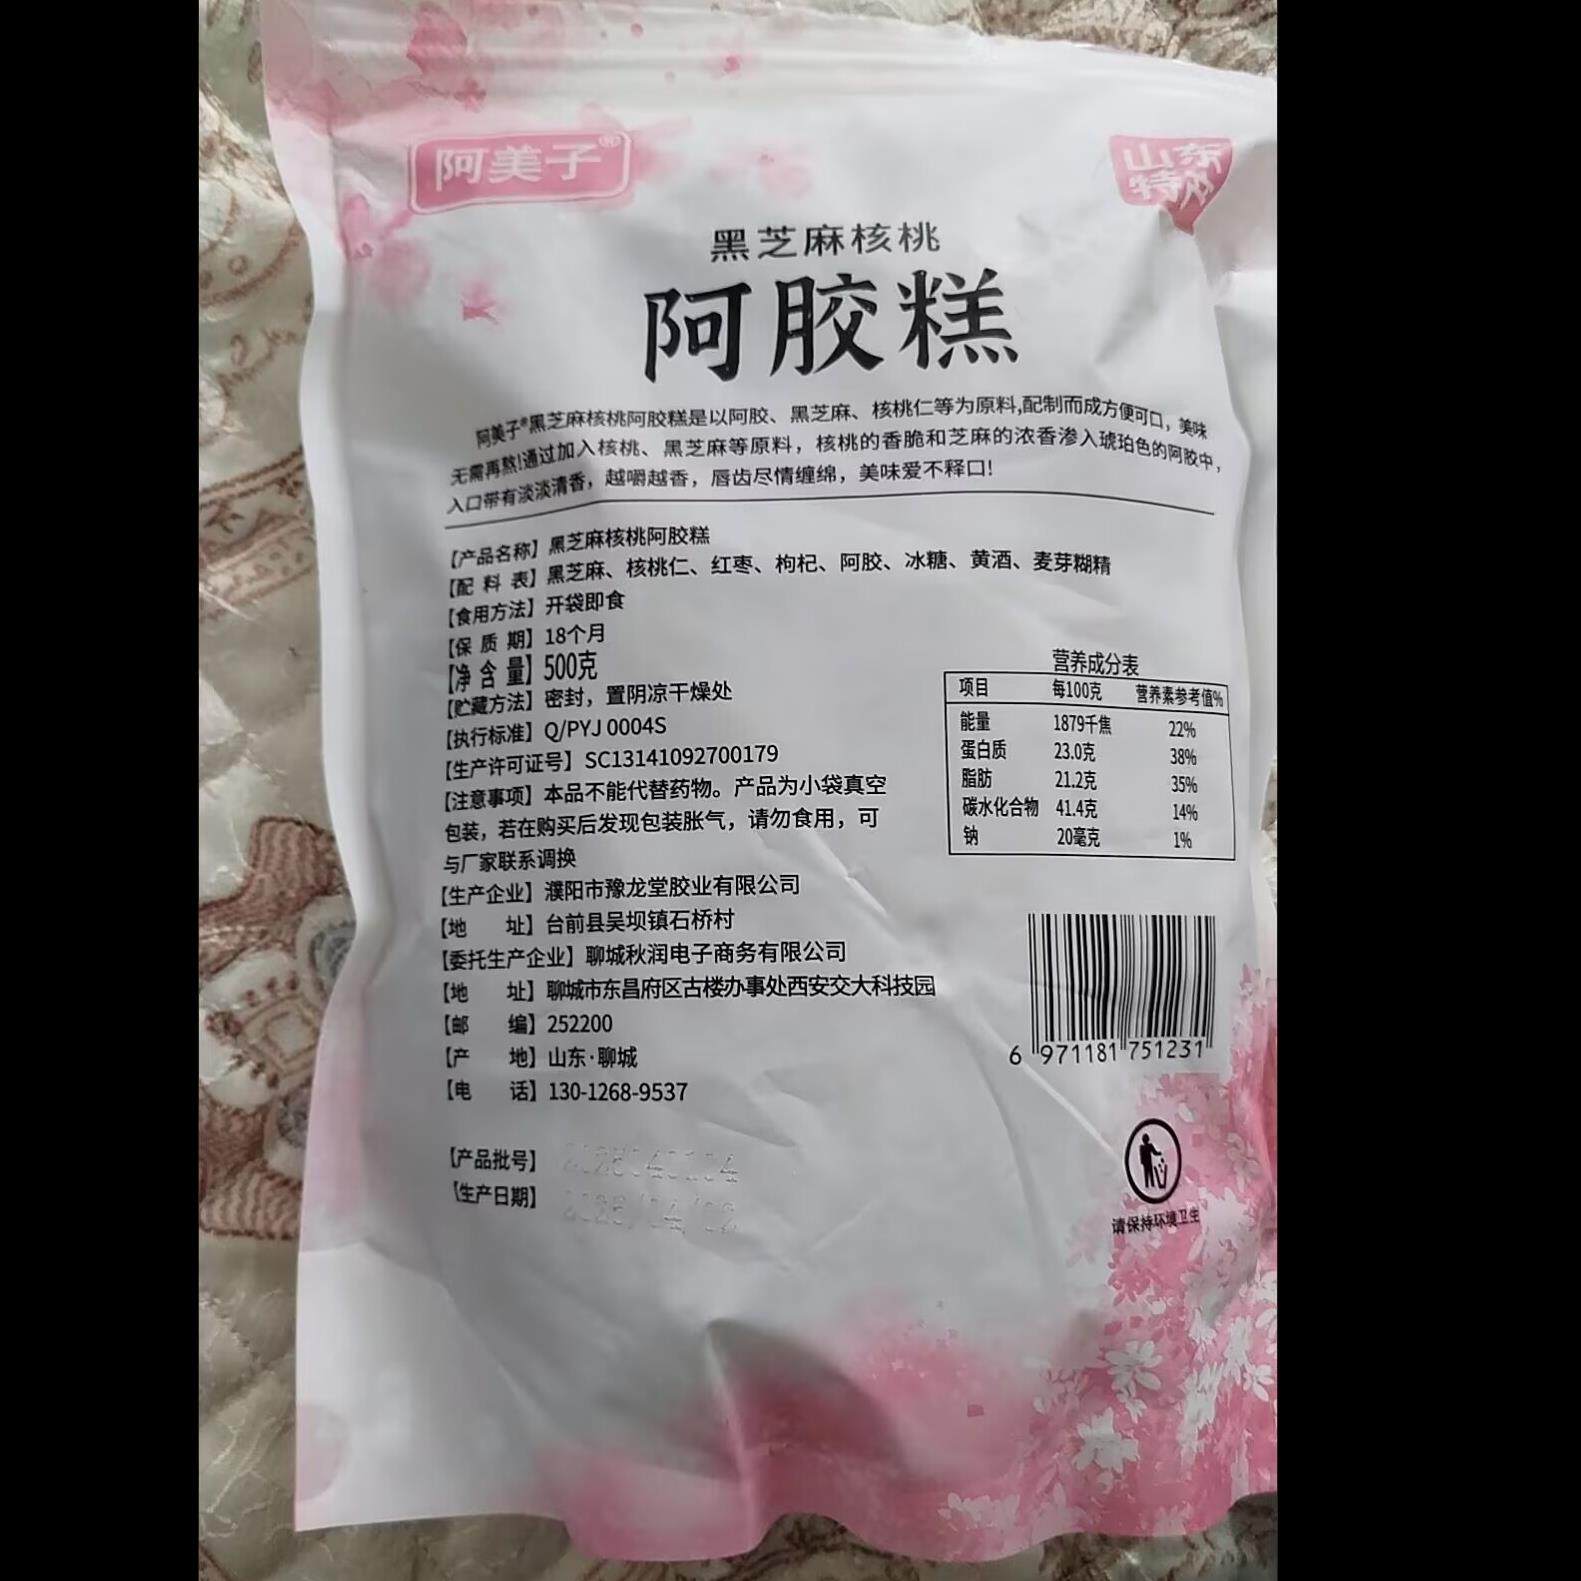 阿美子®
山东
特产
黑芝麻核桃
阿胶糕
阿美子®黑芝麻核桃阿胶糕是以阿胶、黑芝麻、核桃仁等为原料,配制而成方便可口，美味
无需再熬!通过加入核桃、黑芝麻等原料，核桃的香脆和芝麻的浓香渗入琥珀色的阿胶中，
入口带有淡淡清香，越嚼越香，唇齿尽情缠绵，美味爱不释口!
【产品名称】黑芝麻核桃阿胶糕
【配 料 表】黑芝麻、核桃仁、红枣、枸杞、阿胶、冰糖、黄酒、麦芽糊精
【食用方法】开袋即食
【保 质 期】18个月
【净 含 量】500克
【贮藏方法】密封，置阴凉干燥处
【执行标准】Q/PYJ 0004S
【生产许可证号】SC13141092700179
【注意事项】本品不能代替药物。产品为小袋真空
包装，若在购买后发现包装胀气，请勿食用，可
与厂家联系调换
【生产企业】濮阳市豫龙堂胶业有限公司
【地 址】台前县吴坝镇石桥村
【委托生产企业】聊城秋润电子商务有限公司
【地 址】聊城市东昌府区古楼办事处西安交大科技园
【邮 编】252200
【产 地】山东·聊城
【电 话】130-1268-9537
【产品批号】
【生产日期】
营养成分表
项目 每100克 营养素参考值%
能量 1879千焦 22%
蛋白质 23.0克 38%
脂肪 21.2克 35%
碳水化合物 41.4克 14%
钠 20毫克 1%
6 971181 751231
请保持环境卫生